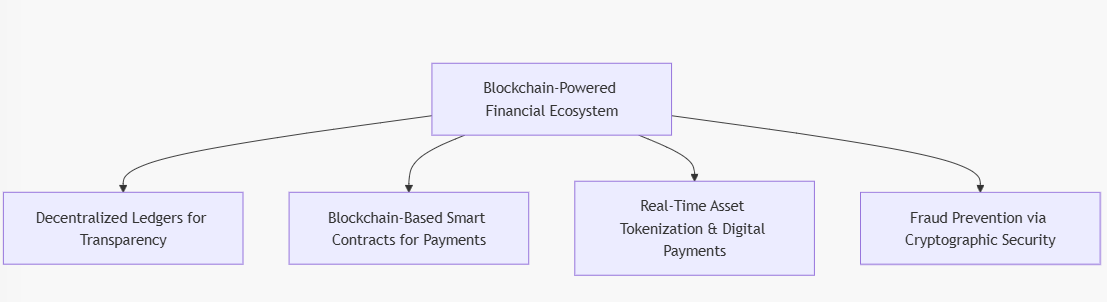 Blockchain-Powered
Financial Ecosystem
Decentralized Ledgers for
Transparency
Blockchain-Based Smart
Contracts for Payments
Real-Time Asset
Tokenization & Digital
Payments
Fraud Prevention via
Cryptographic Security